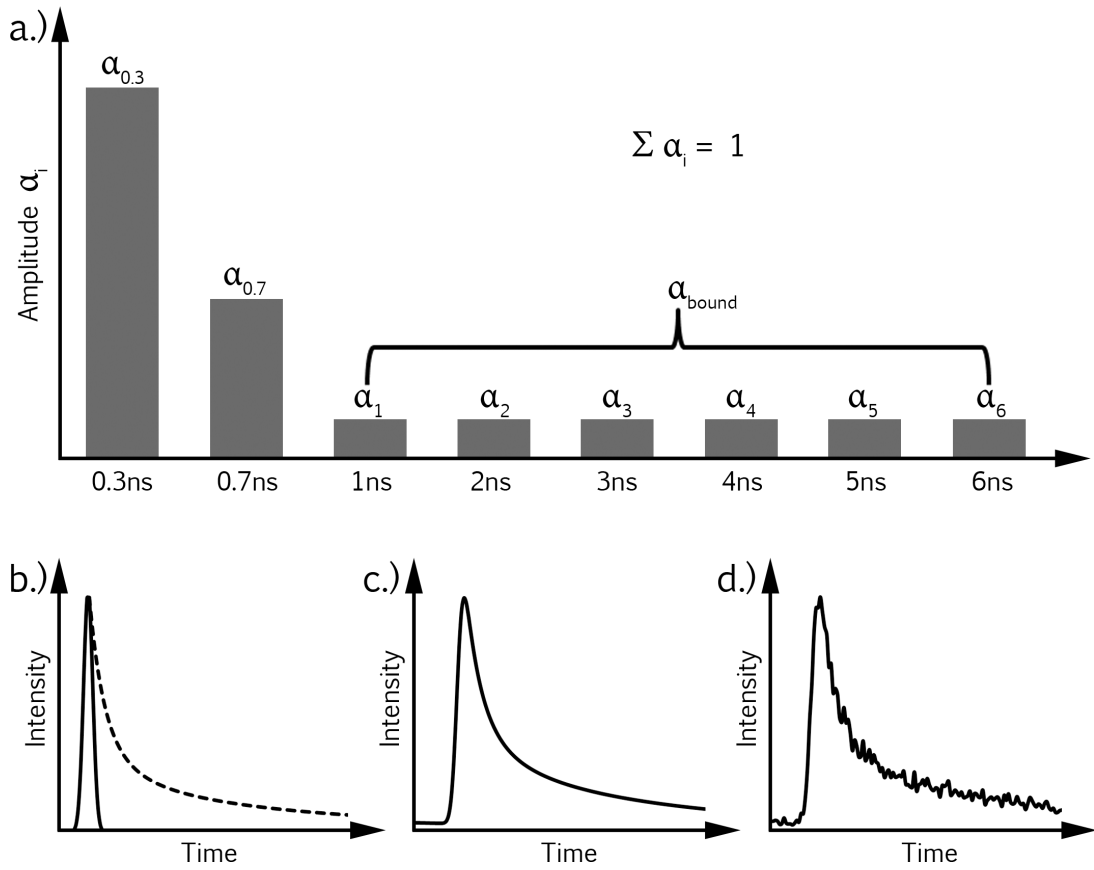 a.)
α0.3
α0.7
Σ αi = 1
αbound
α1 α2 α3 α4 α5 α6
Amplitude αi
0.3ns 0.7ns 1ns 2ns 3ns 4ns 5ns 6ns
b.) c.) d.)
Intensity Intensity Intensity
Time Time Time